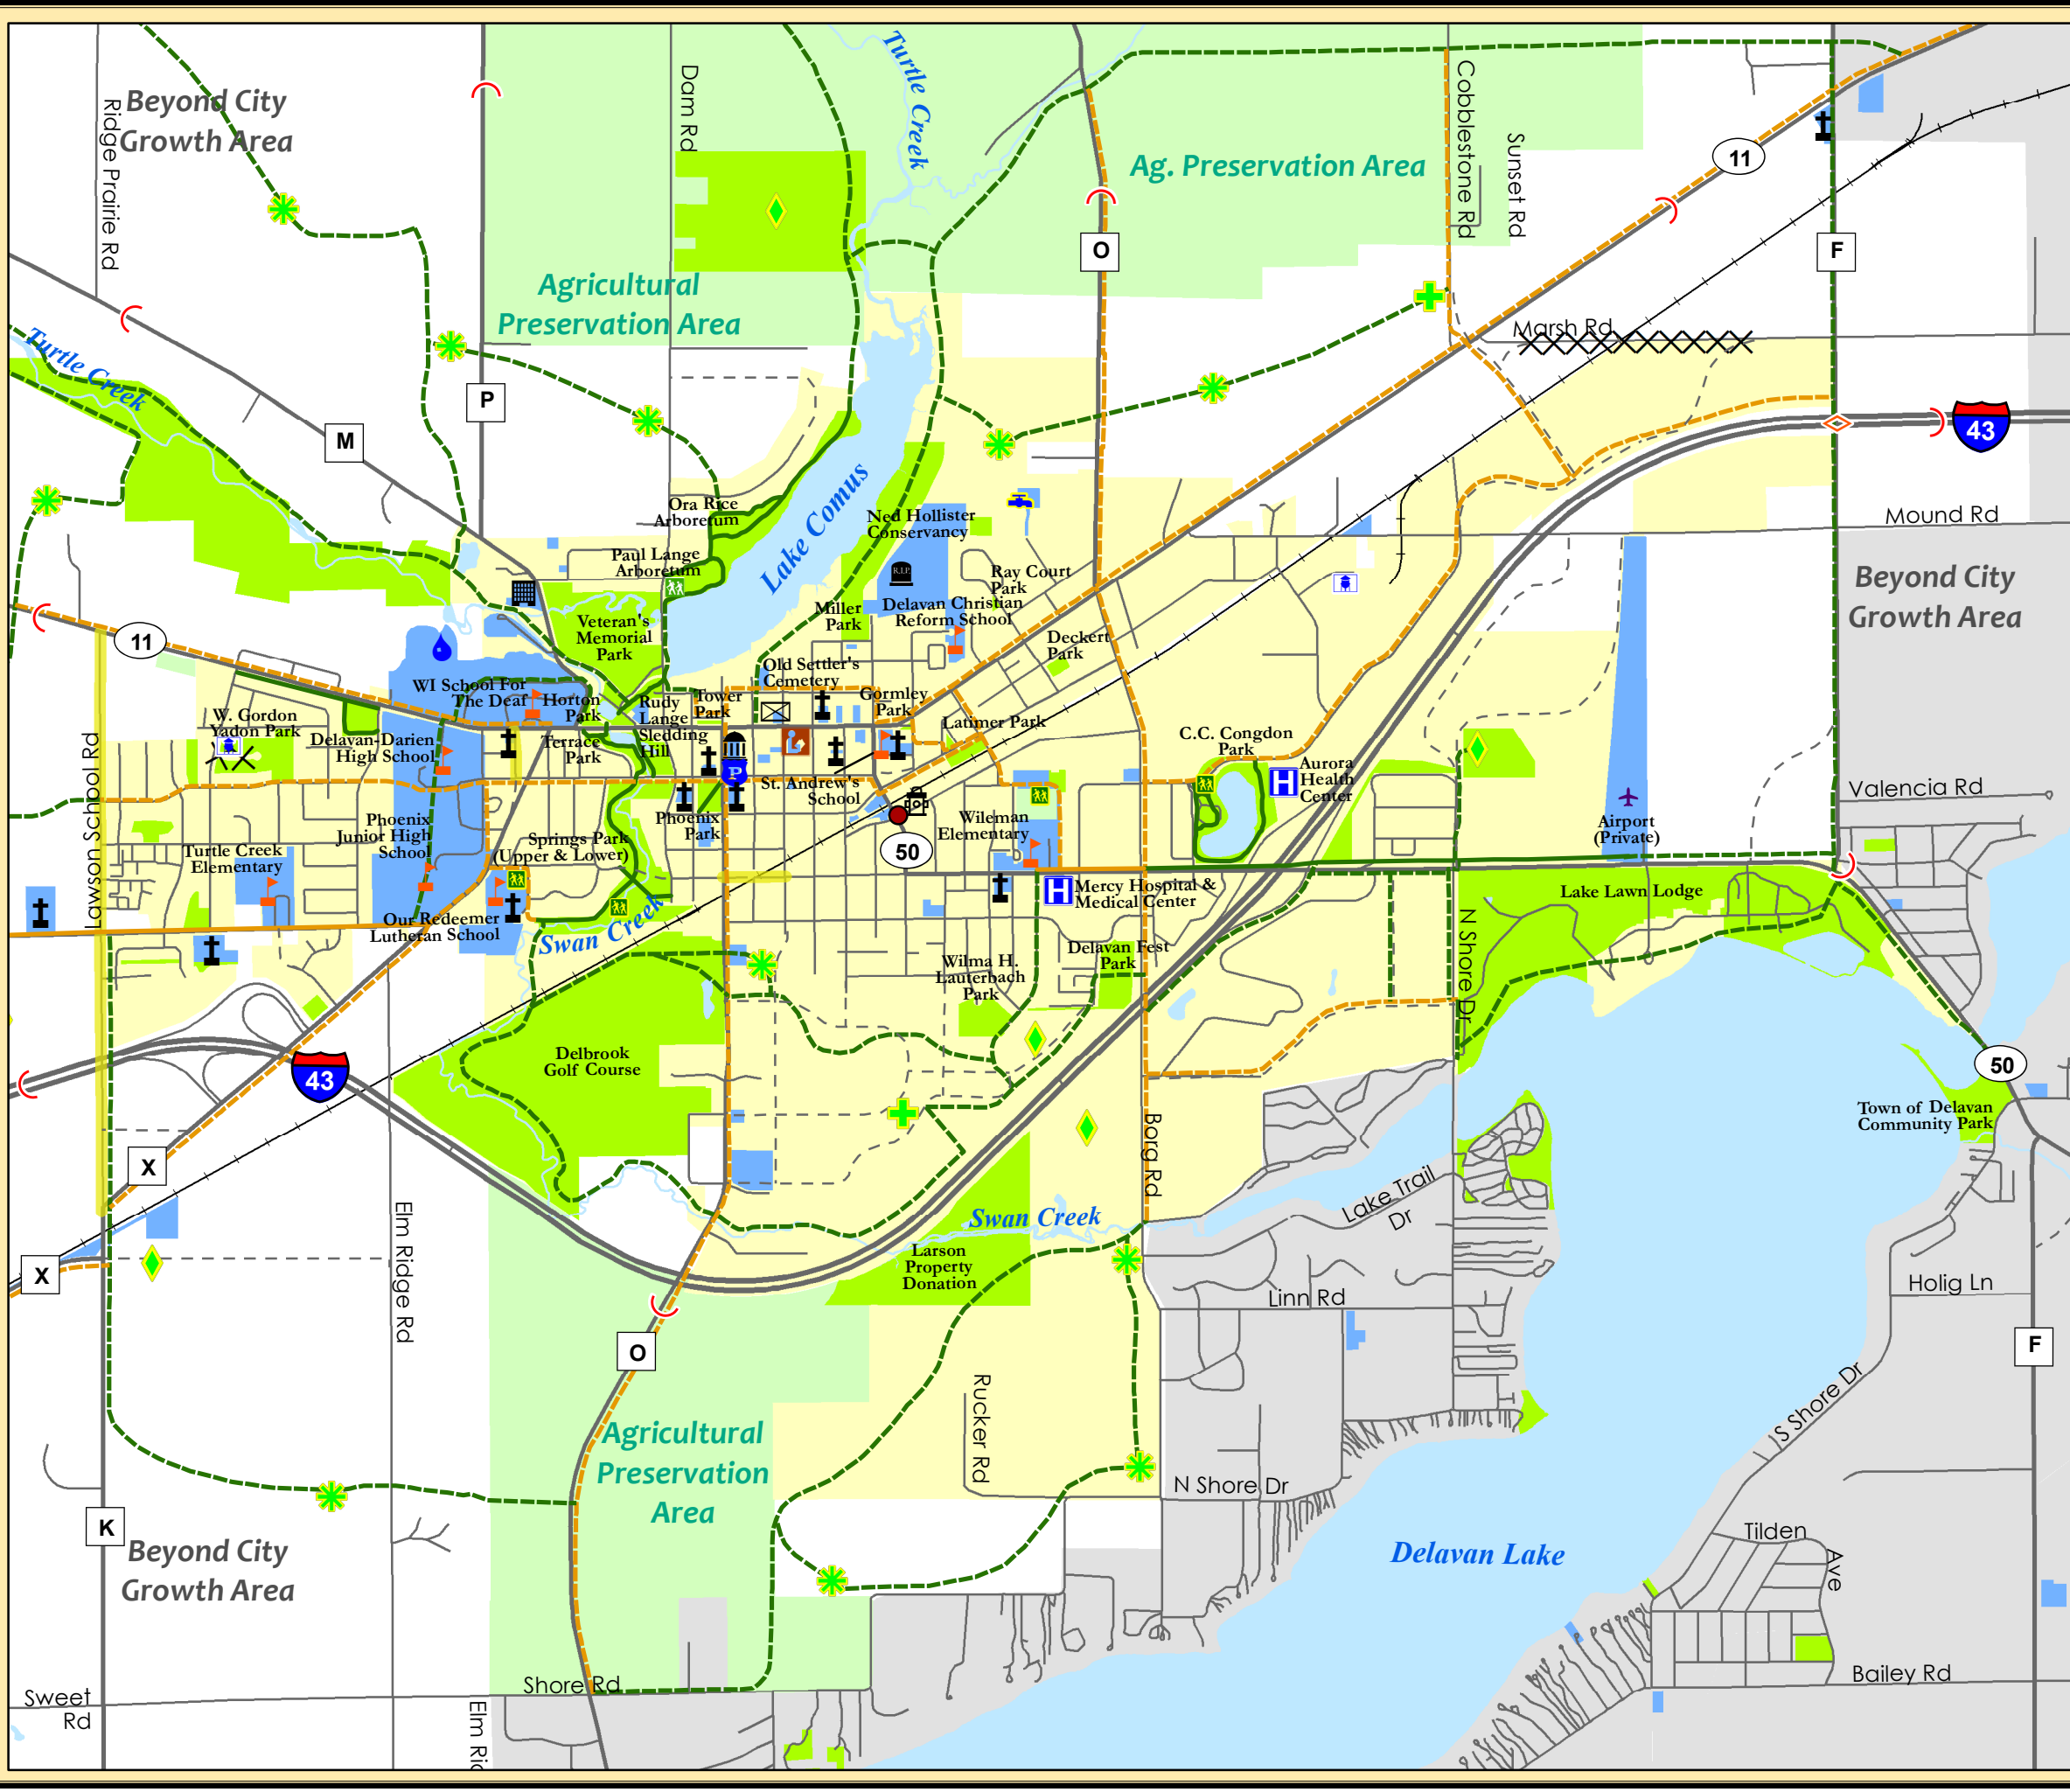 Turtle
Creek
Beyond City
Growth Area
Ridge Prairie Rd
Dam Rd
Cobblestone Rd
Sunset Rd
Ag. Preservation Area
11
O
F
Agricultural
Preservation Area
Marsh Rd
Turtle Creek
P
M
43
Ora Rice
Arboretum
Lake Comus
Ned Hollister
Conservancy
Mound Rd
Paul Lange
Arboretum
R.I.P.
Ray Court
Park
Beyond City
Growth Area
Miller
Park
Delavan Christian
Reform School
Veteran's
Memorial
Park
Deckert
Park
11
Old Settler's
Cemetery
WI School For
The Deaf
Horton
Park
Rudy
Lange
Sledding
Hill
Tower
Park
Gormley
Park
Latimer Park
W. Gordon
Yadon Park
Delavan-Darien
High School
Terrace
Park
C.C. Congdon
Park
P
St. Andrew's
School
H
Aurora
Health
Center
Lawson School Rd
Valencia Rd
Phoenix
Junior High
School
Springs Park
(Upper & Lower)
Phoenix
Park
Wileman
Elementary
Airport
(Private)
50
Turtle Creek
Elementary
H
Mercy Hospital &
Medical Center
Lake Lawn Lodge
Our Redeemer
Lutheran School
Swan Creek
Wilma H.
Lauterbach
Park
Delavan Fest
Park
N Shore Dr
43
Delbrook
Golf Course
50
Town of Delavan
Community Park
Borg Rd
X
Elm Ridge Rd
Swan Creek
Lake Trail
Dr
X
Larson
Property
Donation
Linn Rd
Holig Ln
O
F
Rucker Rd
S Shore Dr
Agricultural
Preservation
Area
N Shore Dr
K
Beyond City
Growth Area
Delavan Lake
Tilden
Ave
Shore Rd
Bailey Rd
Sweet
Rd
Elm Ri